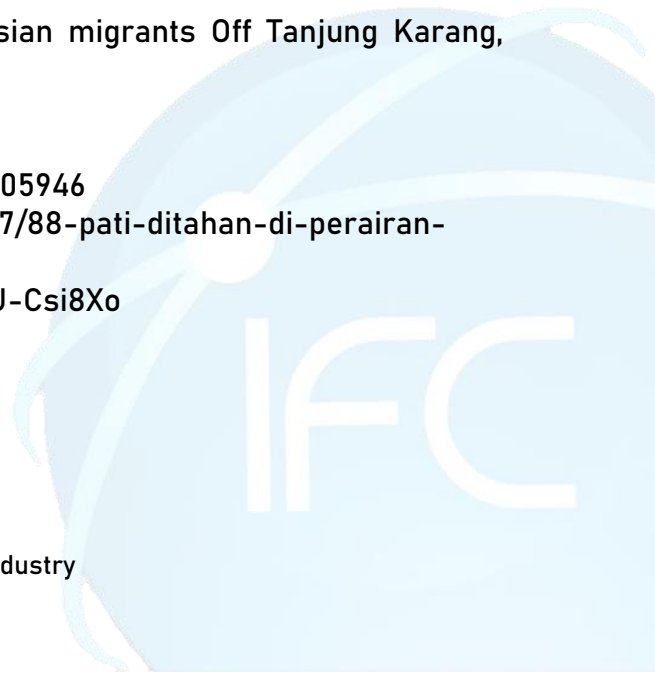 sian migrants Off Tanjung Karang,
05946
7/88-pati-ditahan-di-perairan-
J-Csi8Xo
IFC
dustry